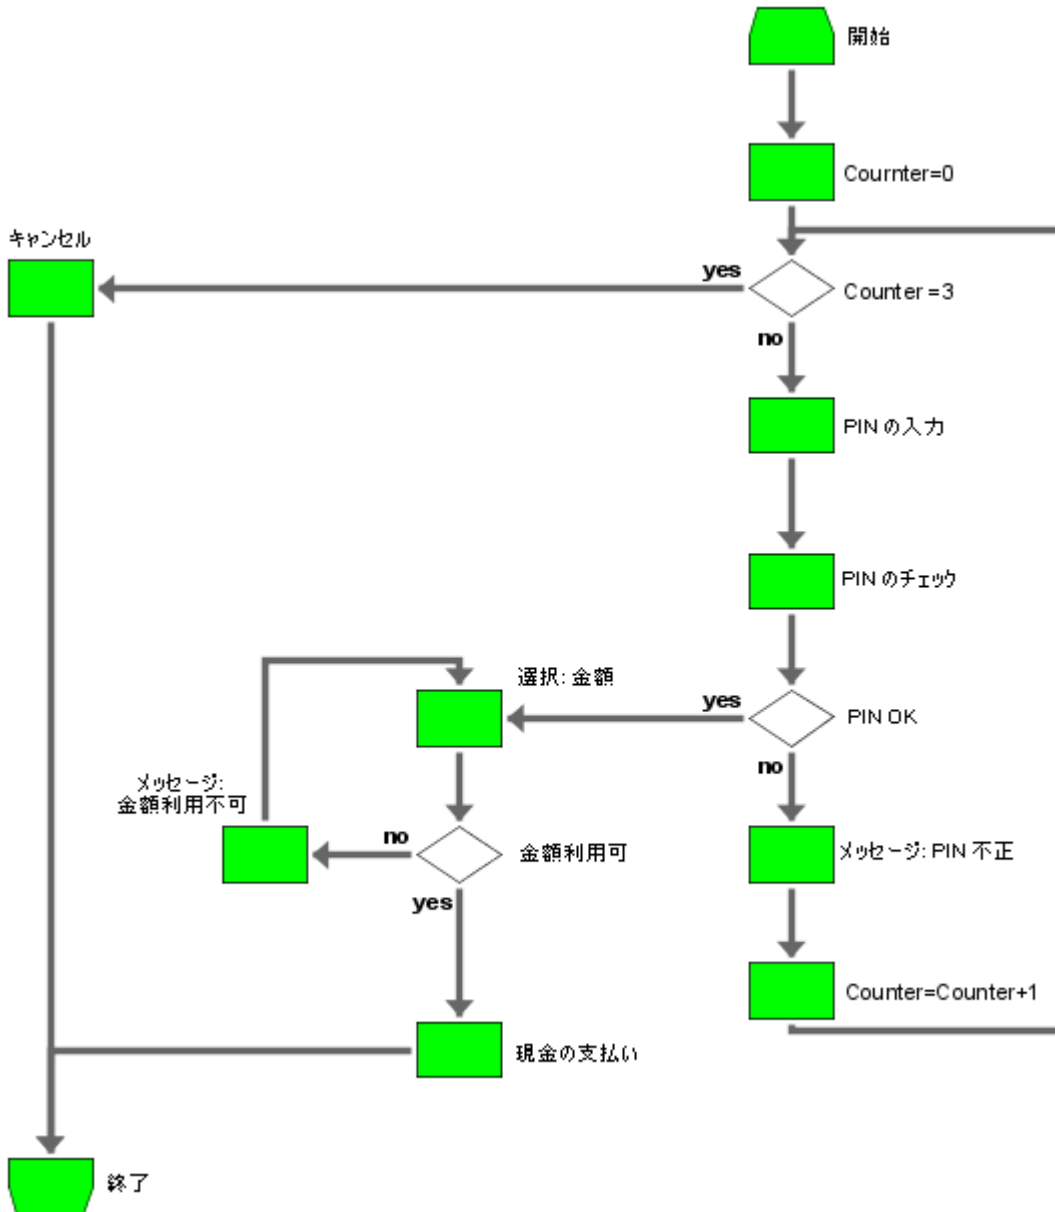 開始
Cournter=0
キャンセル
yes
Counter =3
no
PIN の入力
PIN のチェック
選択: 金額
yes
PIN OK
no
メッセージ:
金額利用不可
no
金額利用可
メッセージ: PIN 不正
yes
Counter=Counter+1
現金の支払い
終了